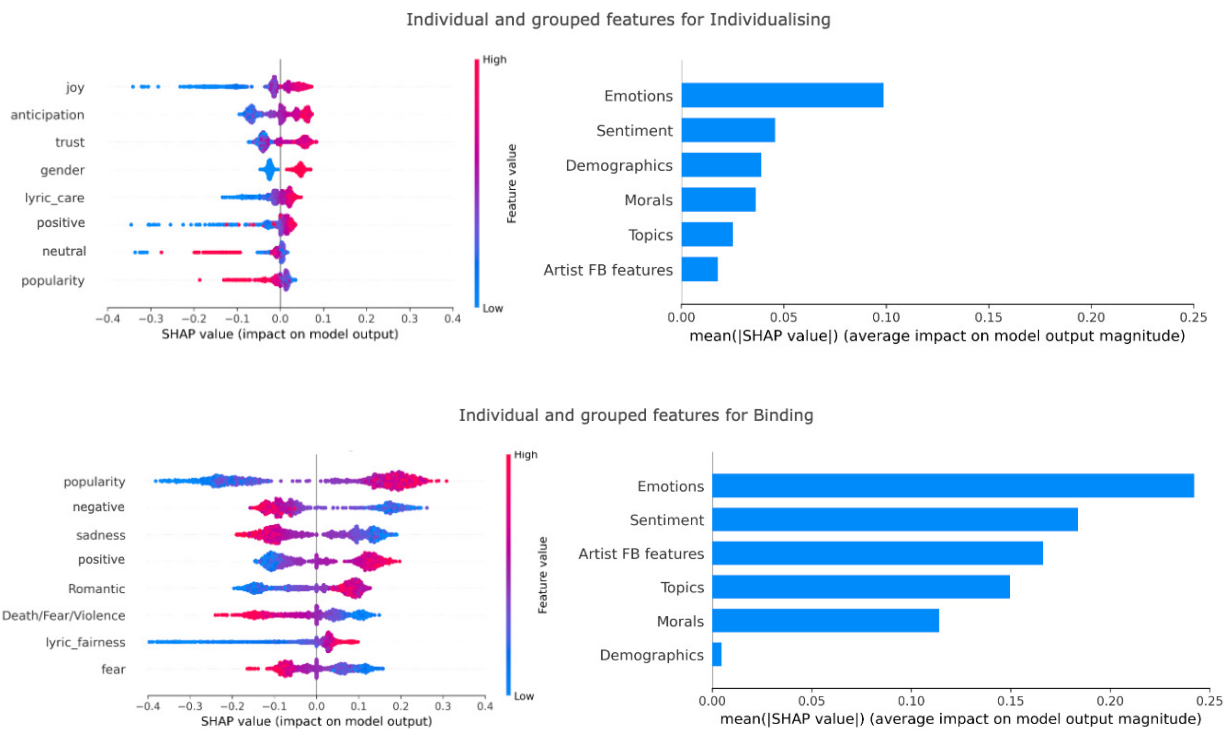 Individual and grouped features for Individualising
joy
anticipation
trust
gender
lyric_care
positive
neutral
popularity
−0.4 −0.3 −0.2 −0.1 0.0 0.1 0.2 0.3 0.4
SHAP value (impact on model output)
High
Feature value
Low
Emotions
Sentiment
Demographics
Morals
Topics
Artist FB features
0.00 0.05 0.10 0.15 0.20 0.25
mean(|SHAP value|) (average impact on model output magnitude)
Individual and grouped features for Binding
popularity
negative
sadness
positive
Romantic
Death/Fear/Violence
lyric_fairness
fear
−0.4 −0.3 −0.2 −0.1 0.0 0.1 0.2 0.3 0.4
SHAP value (impact on model output)
High
Feature value
Low
Emotions
Sentiment
Artist FB features
Topics
Morals
Demographics
0.00 0.05 0.10 0.15 0.20 0.25
mean(|SHAP value|) (average impact on model output magnitude)